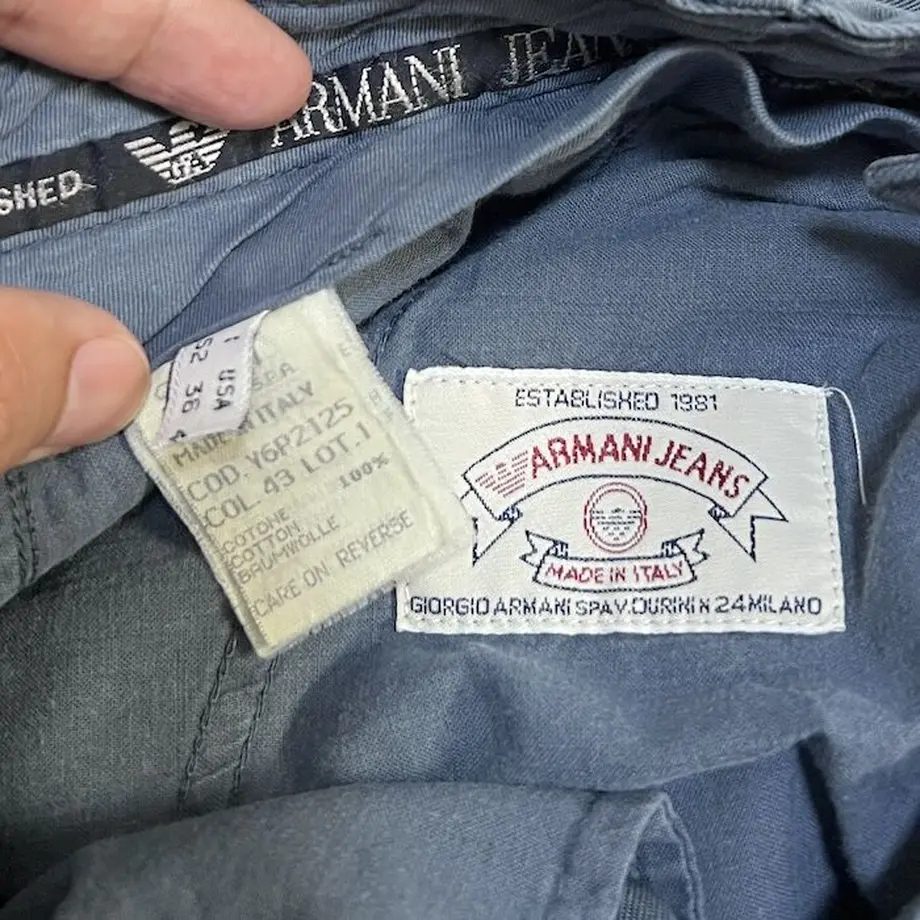 SHED
ARMANI JEAN
I USA
52 36
S.P.A.
MADE IN ITALY
COD Y6P2125
COL 43 LOT.1
100%
COTONE
COTTON
BAUMWOLLE
CARE ON REVERSE
ESTABLISHED 1981
ARMANI JEANS
MADE IN ITALY
GIORGIO ARMANI SPA V.DURINI N 24 MILANO